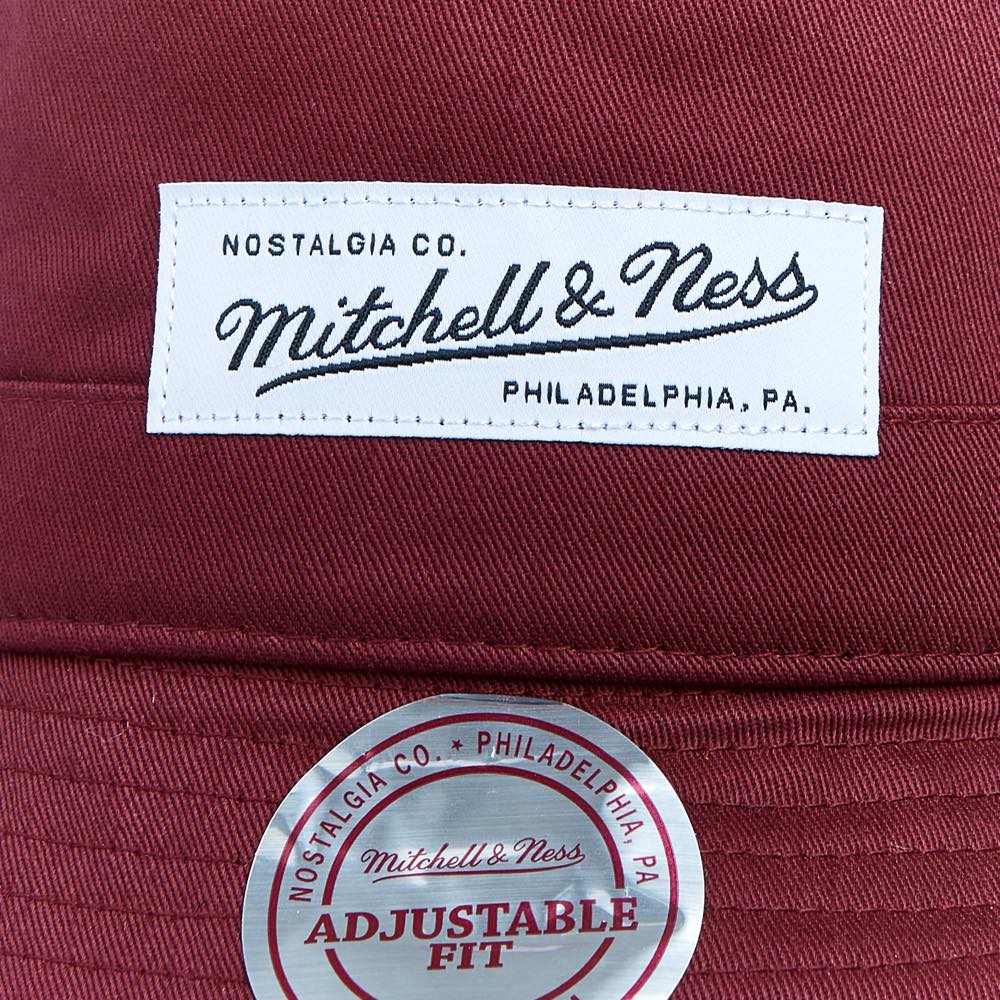 NOSTALGIA CO.
Mitchell & Ness
PHILADELPHIA, PA.
NOSTALGIA CO. ★ PHILADELPHIA, PA
Mitchell & Ness
ADJUSTABLE
FIT